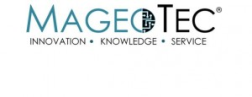 MAGEOTEC®
INNOVATION • KNOWLEDGE • SERVICE